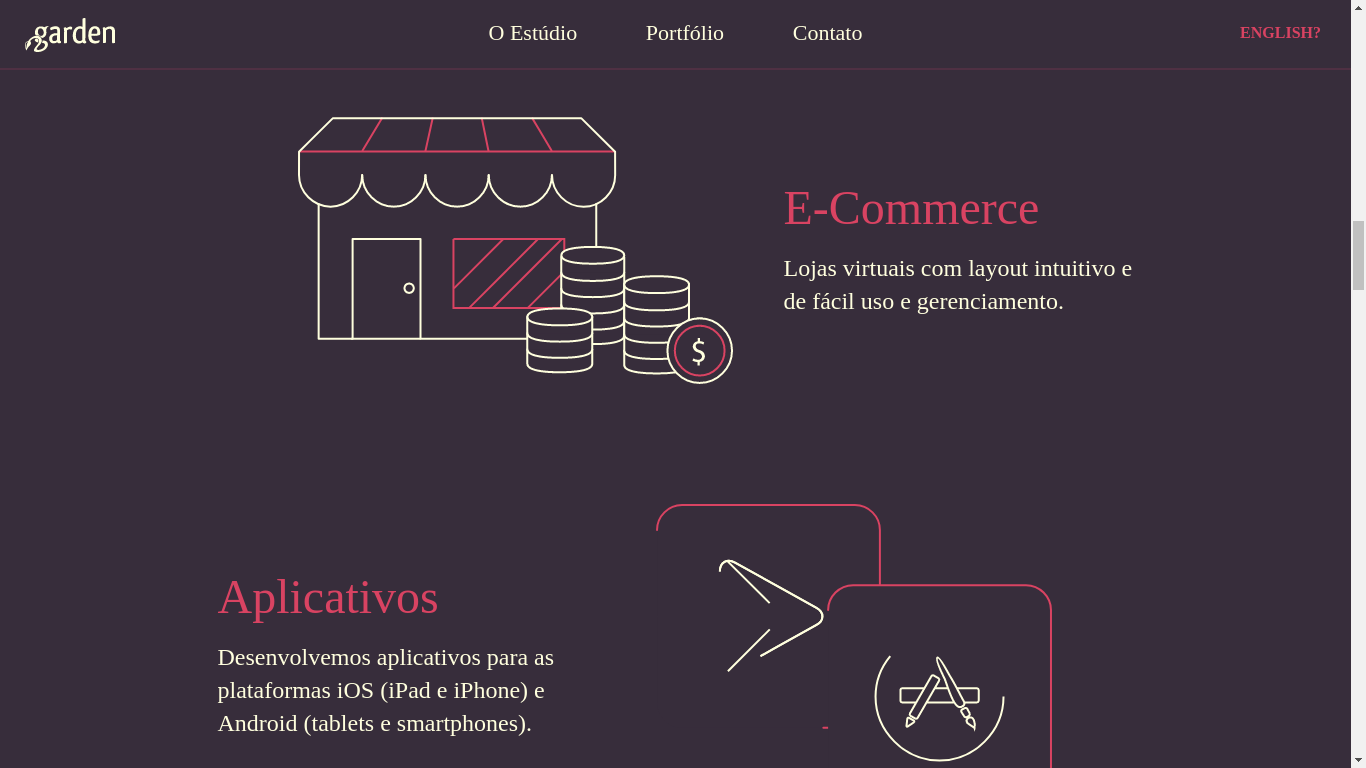 garden
O Estúdio
Portfólio
Contato
ENGLISH?
E-Commerce
Lojas virtuais com layout intuitivo e
de fácil uso e gerenciamento.
$
Aplicativos
Desenvolvemos aplicativos para as
plataformas iOS (iPad e iPhone) e
Android (tablets e smartphones).